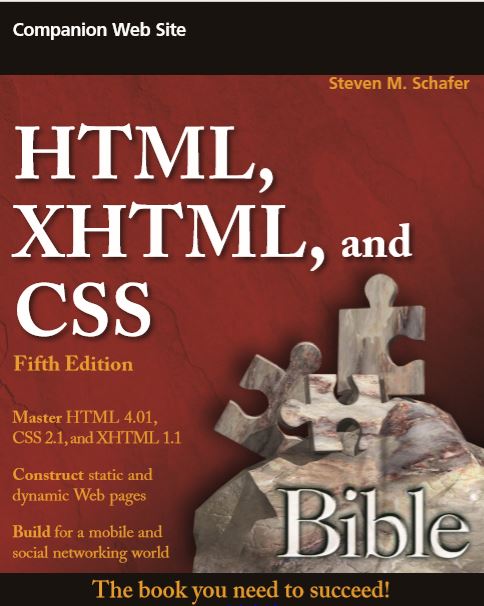 Companion Web Site
Steven M. Schafer
HTML,
XHTML, and
CSS
Fifth Edition
Master HTML 4.01,
CSS 2.1, and XHTML 1.1
Construct static and
dynamic Web pages
Build for a mobile and
social networking world
Bible
The book you need to succeed!